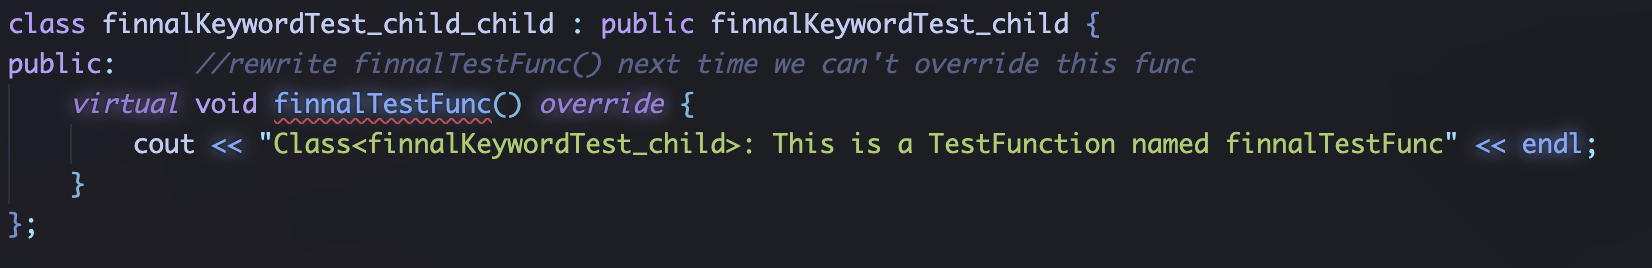 class finnalKeywordTest_child_child : public finnalKeywordTest_child {
public:     //rewrite finnalTestFunc() next time we can't override this func
    virtual void finnalTestFunc() override {
        cout << "Class<finnalKeywordTest_child>: This is a TestFunction named finnalTestFunc" << endl;
    }
};